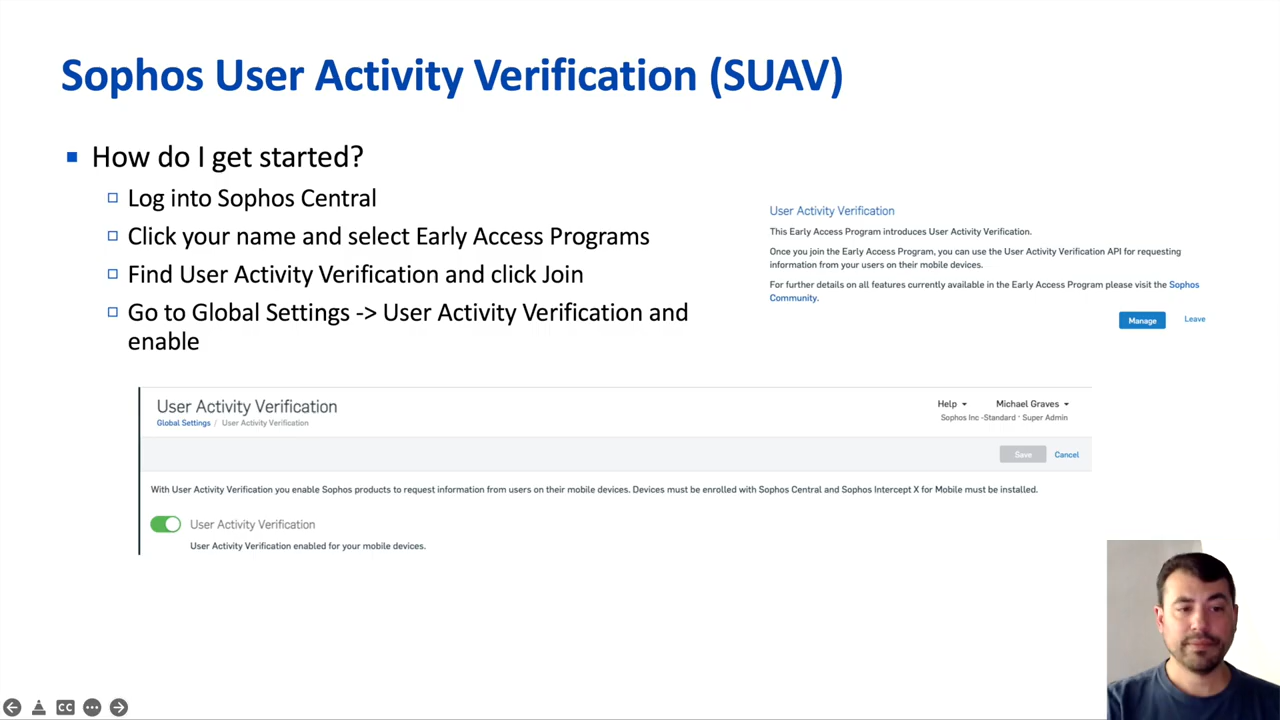 Sophos User Activity Verification (SUAV)
How do I get started?
Log into Sophos Central
Click your name and select Early Access Programs
Find User Activity Verification and click Join
Go to Global Settings -> User Activity Verification and
enable
User Activity Verification
This Early Access Program introduces User Activity Verification.
Once you join the Early Access Program, you can use the User Activity Verification API for requesting
information from your users on their mobile devices.
For further details on all features currently available in the Early Access Program please visit the Sophos
Community.
Manage Leave
User Activity Verification
Global Settings / User Activity Verification
Help Michael Graves
Sophos Inc -Standard · Super Admin
Save Cancel
With User Activity Verification you enable Sophos products to request information from users on their mobile devices. Devices must be enrolled with Sophos Central and Sophos Intercept X for Mobile must be installed.
User Activity Verification
User Activity Verification enabled for your mobile devices.
CC